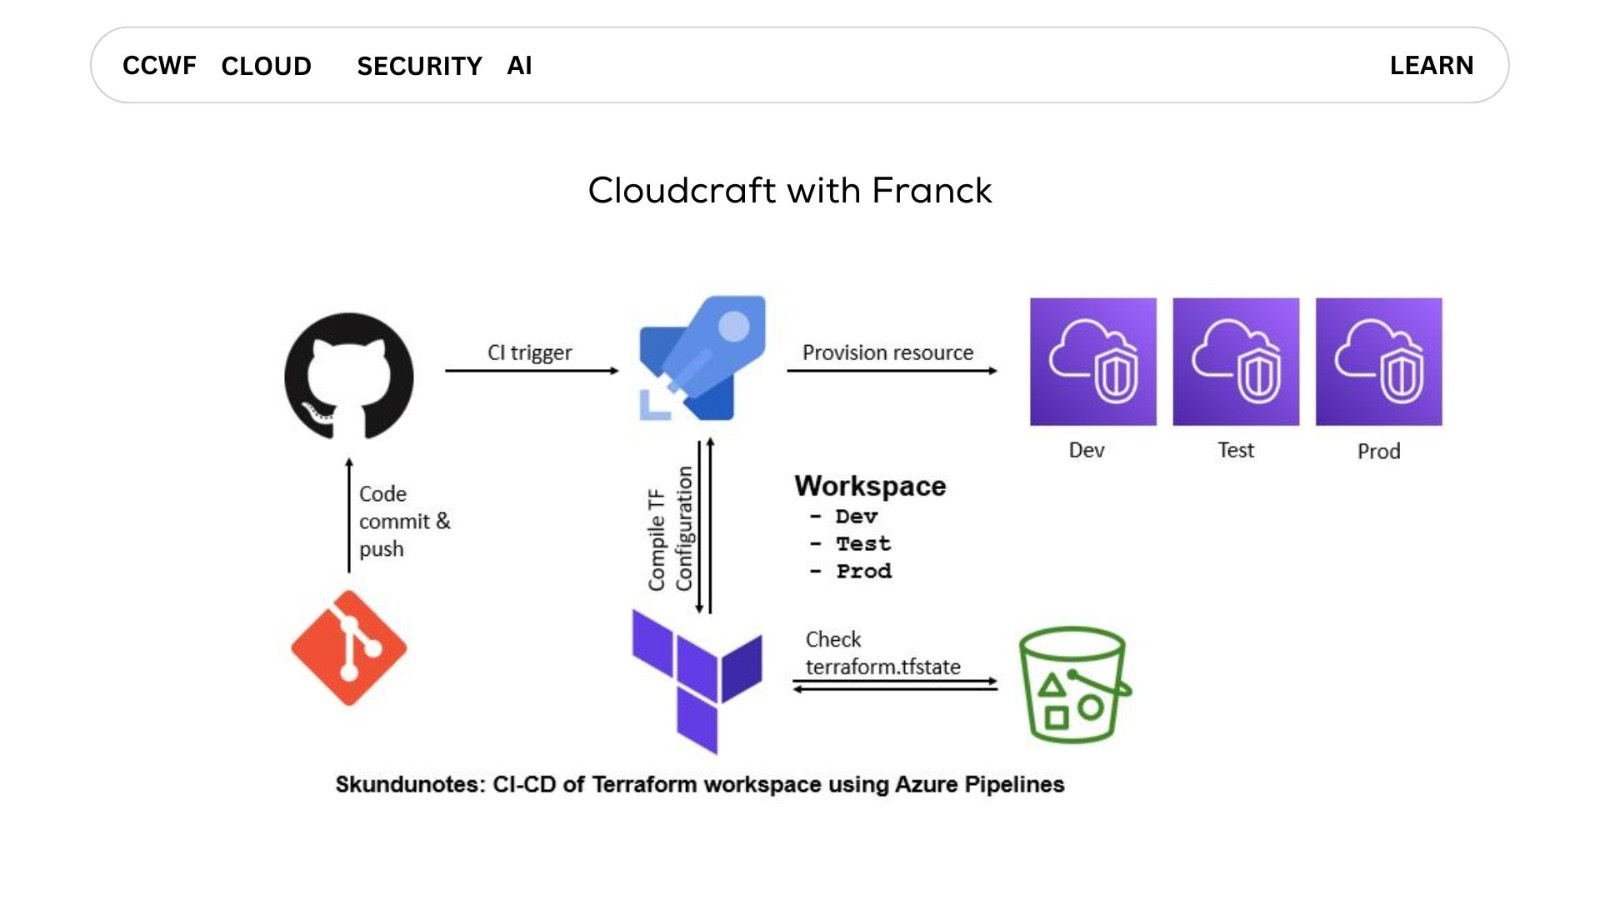 CCWF CLOUD SECURITY AI LEARN
Cloudcraft with Franck
CI trigger
Provision resource
Dev
Test
Prod
Code
commit &
push
Compile TF
Configuration
Workspace
- Dev
- Test
- Prod
Check
terraform.tfstate
Skundunotes: CI-CD of Terraform workspace using Azure Pipelines